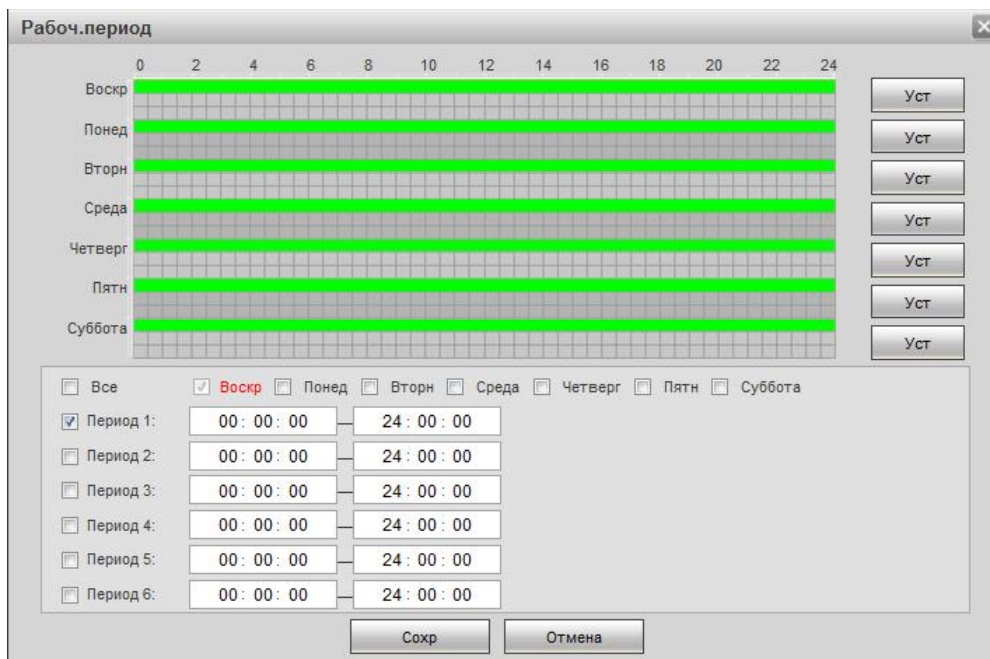 Рабоч.период
0 2 4 6 8 10 12 14 16 18 20 22 24
Воскр Уст
Понед Уст
Вторн Уст
Среда Уст
Четверг Уст
Пятн Уст
Суббота Уст
Все Воскр Понед Вторн Среда Четверг Пятн Суббота
Период 1: 00: 00: 00 — 24: 00: 00
Период 2: 00: 00: 00 — 24: 00: 00
Период 3: 00: 00: 00 — 24: 00: 00
Период 4: 00: 00: 00 — 24: 00: 00
Период 5: 00: 00: 00 — 24: 00: 00
Период 6: 00: 00: 00 — 24: 00: 00
Сохр Отмена